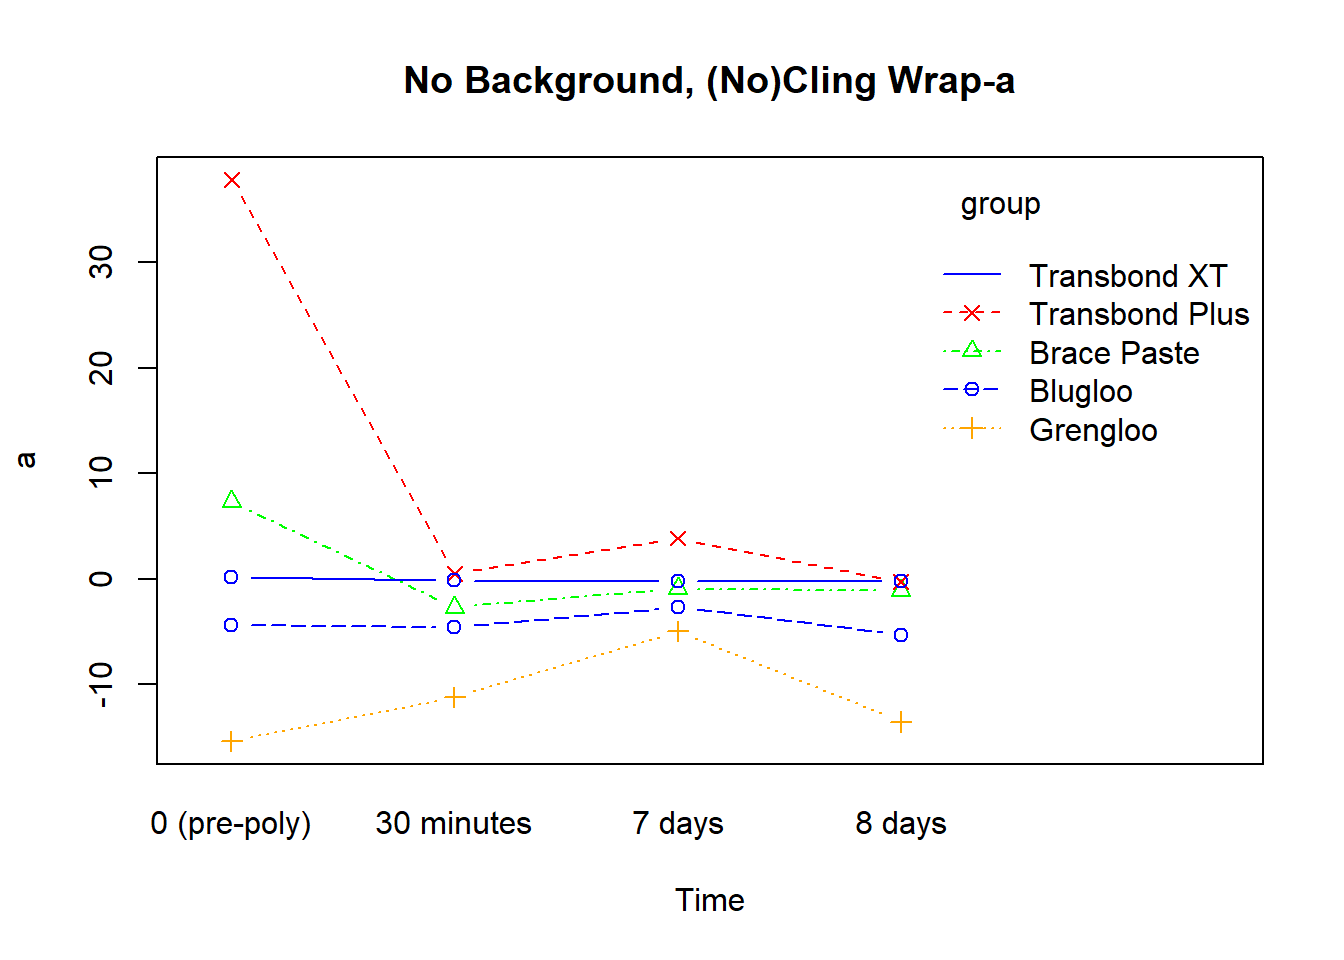 No Background, (No)Cling Wrap-a
group
Transbond XT
Transbond Plus
Brace Paste
Blugloo
Grengloo
a
30
20
10
0
-10
0 (pre-poly)
30 minutes
7 days
8 days
Time